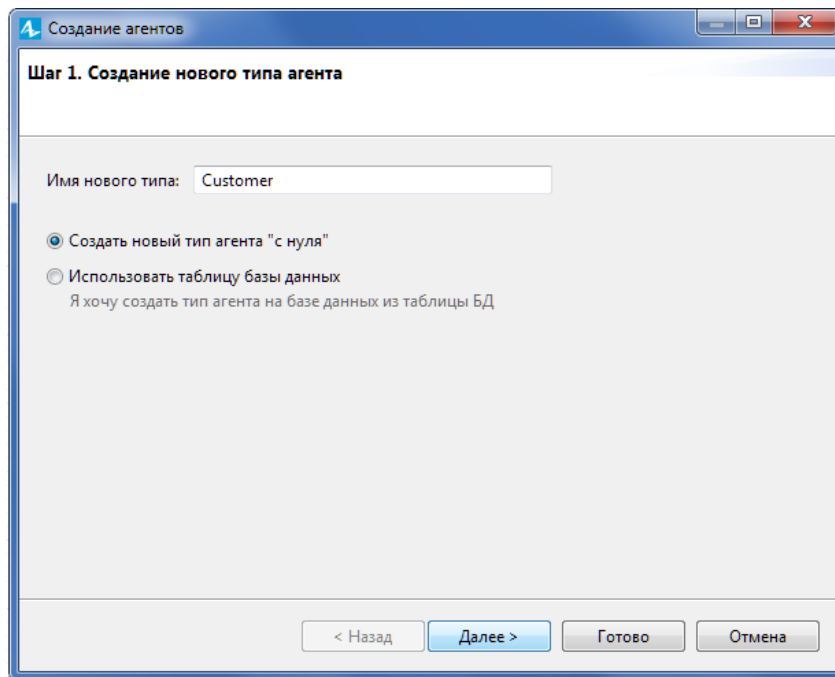 Создание агентов
Шаг 1. Создание нового типа агента
Имя нового типа: Customer
Создать новый тип агента "с нуля"
Использовать таблицу базы данных
Я хочу создать тип агента на базе данных из таблицы БД
< Назад Далее > Готово Отмена